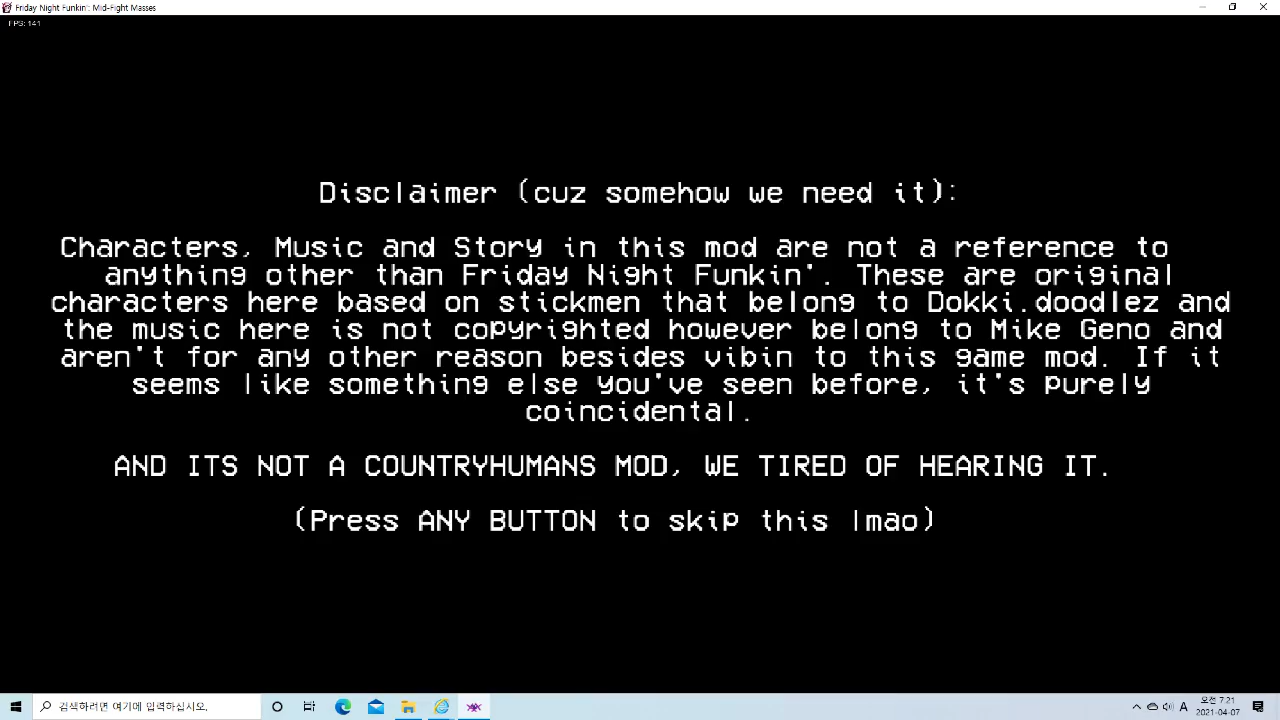 Friday Night Funkin': Mid-Fight Masses
FPS: 141
Disclaimer (cuz somehow we need it):
Characters, Music and Story in this mod are not a reference to
anything other than Friday Night Funkin'. These are original
characters here based on stickmen that belong to Dokki.doodlez and
the music here is not copyrighted however belong to Mike Geno and
aren't for any other reason besides vibin to this game mod. If it
seems like something else you've seen before, it's purely
coincidental.
AND ITS NOT A COUNTRYHUMANS MOD, WE TIRED OF HEARING IT.
(Press ANY BUTTON to skip this lmao)
검색하려면 여기에 입력하십시오.
A
오전 7:21
2021-04-07